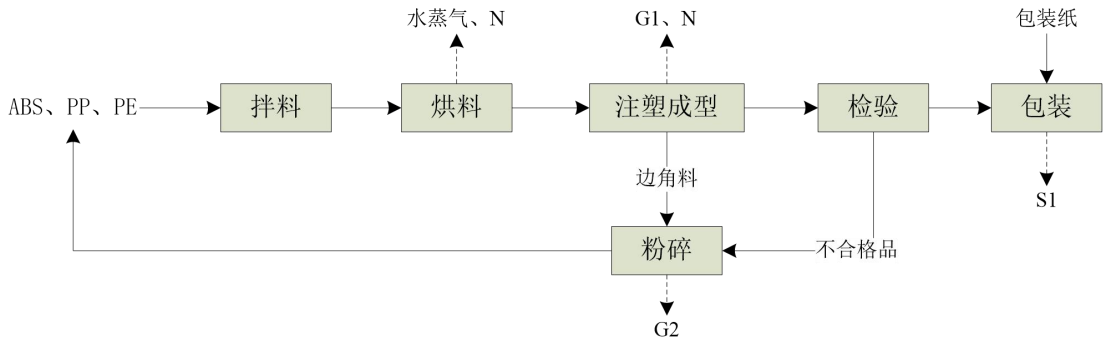 水蒸气、N
G1、N
包装纸
ABS、PP、PE
拌料
烘料
注塑成型
检验
包装
边角料
S1
粉碎
不合格品
G2